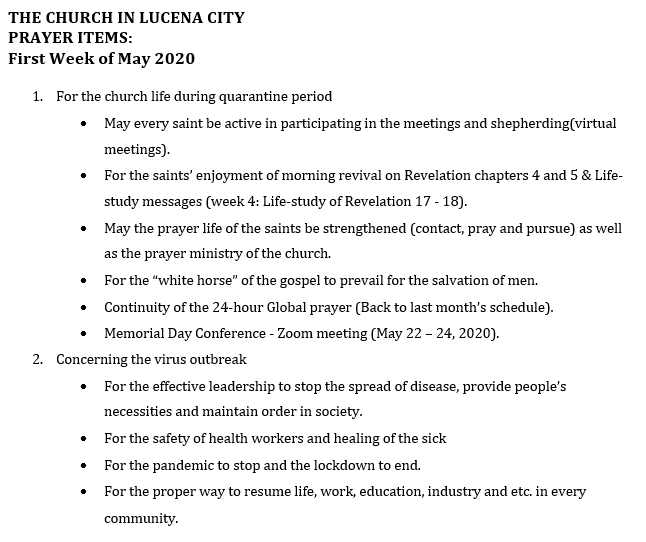 THE CHURCH IN LUCENA CITY
PRAYER ITEMS:
First Week of May 2020
1. For the church life during quarantine period
• May every saint be active in participating in the meetings and shepherding(virtual
meetings).
• For the saints’ enjoyment of morning revival on Revelation chapters 4 and 5 & Life-
study messages (week 4: Life-study of Revelation 17 - 18).
• May the prayer life of the saints be strengthened (contact, pray and pursue) as well
as the prayer ministry of the church.
• For the “white horse” of the gospel to prevail for the salvation of men.
• Continuity of the 24-hour Global prayer (Back to last month’s schedule).
• Memorial Day Conference - Zoom meeting (May 22 – 24, 2020).
2. Concerning the virus outbreak
• For the effective leadership to stop the spread of disease, provide people’s
necessities and maintain order in society.
• For the safety of health workers and healing of the sick
• For the pandemic to stop and the lockdown to end.
• For the proper way to resume life, work, education, industry and etc. in every
community.